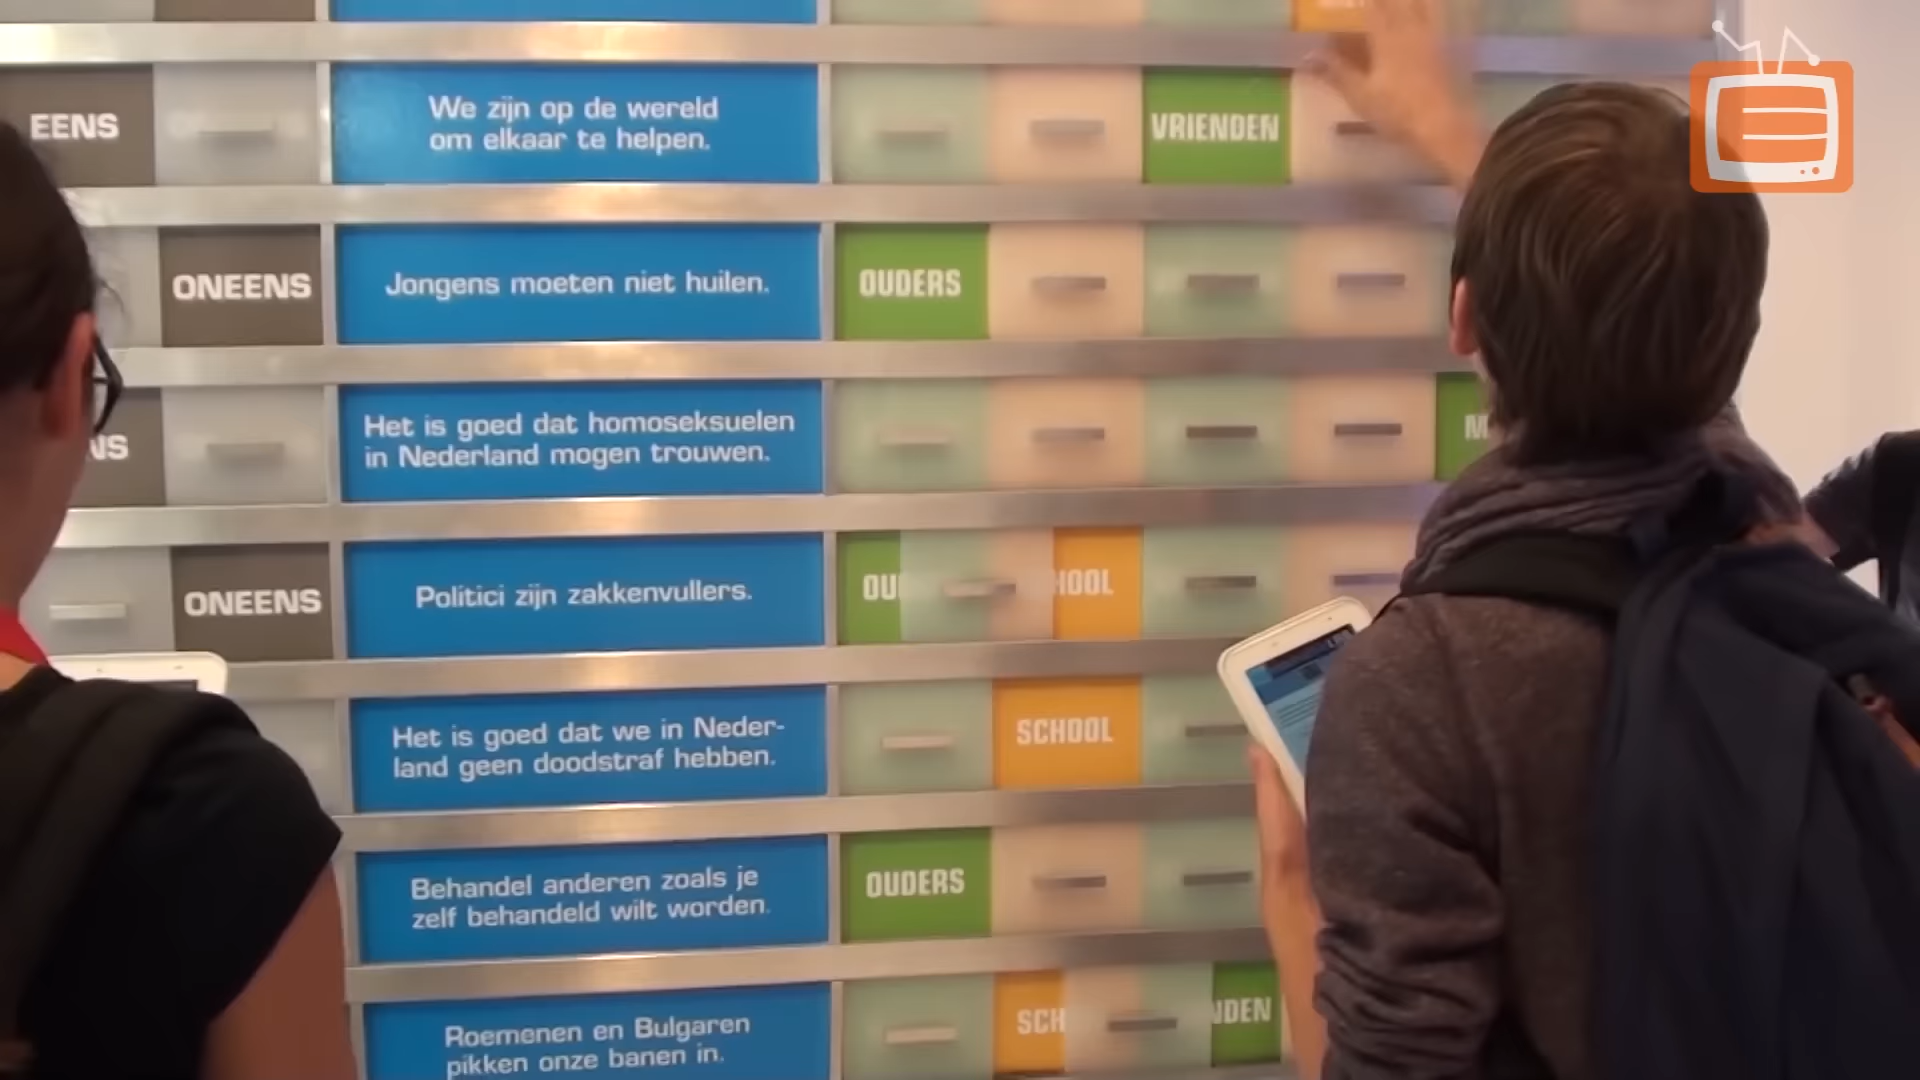 EENS
We zijn op de wereld
om elkaar te helpen.
VRIENDEN
ONEENS
Jongens moeten niet huilen.
OUDERS
Het is goed dat homoseksuelen
in Nederland mogen trouwen.
ONEENS
Politici zijn zakkenvullers.
Het is goed dat we in Neder-
land geen doodstraf hebben.
SCHOOL
Behandel anderen zoals je
zelf behandeld wilt worden.
OUDERS
Roemenen en Bulgaren
pikken onze banen in.